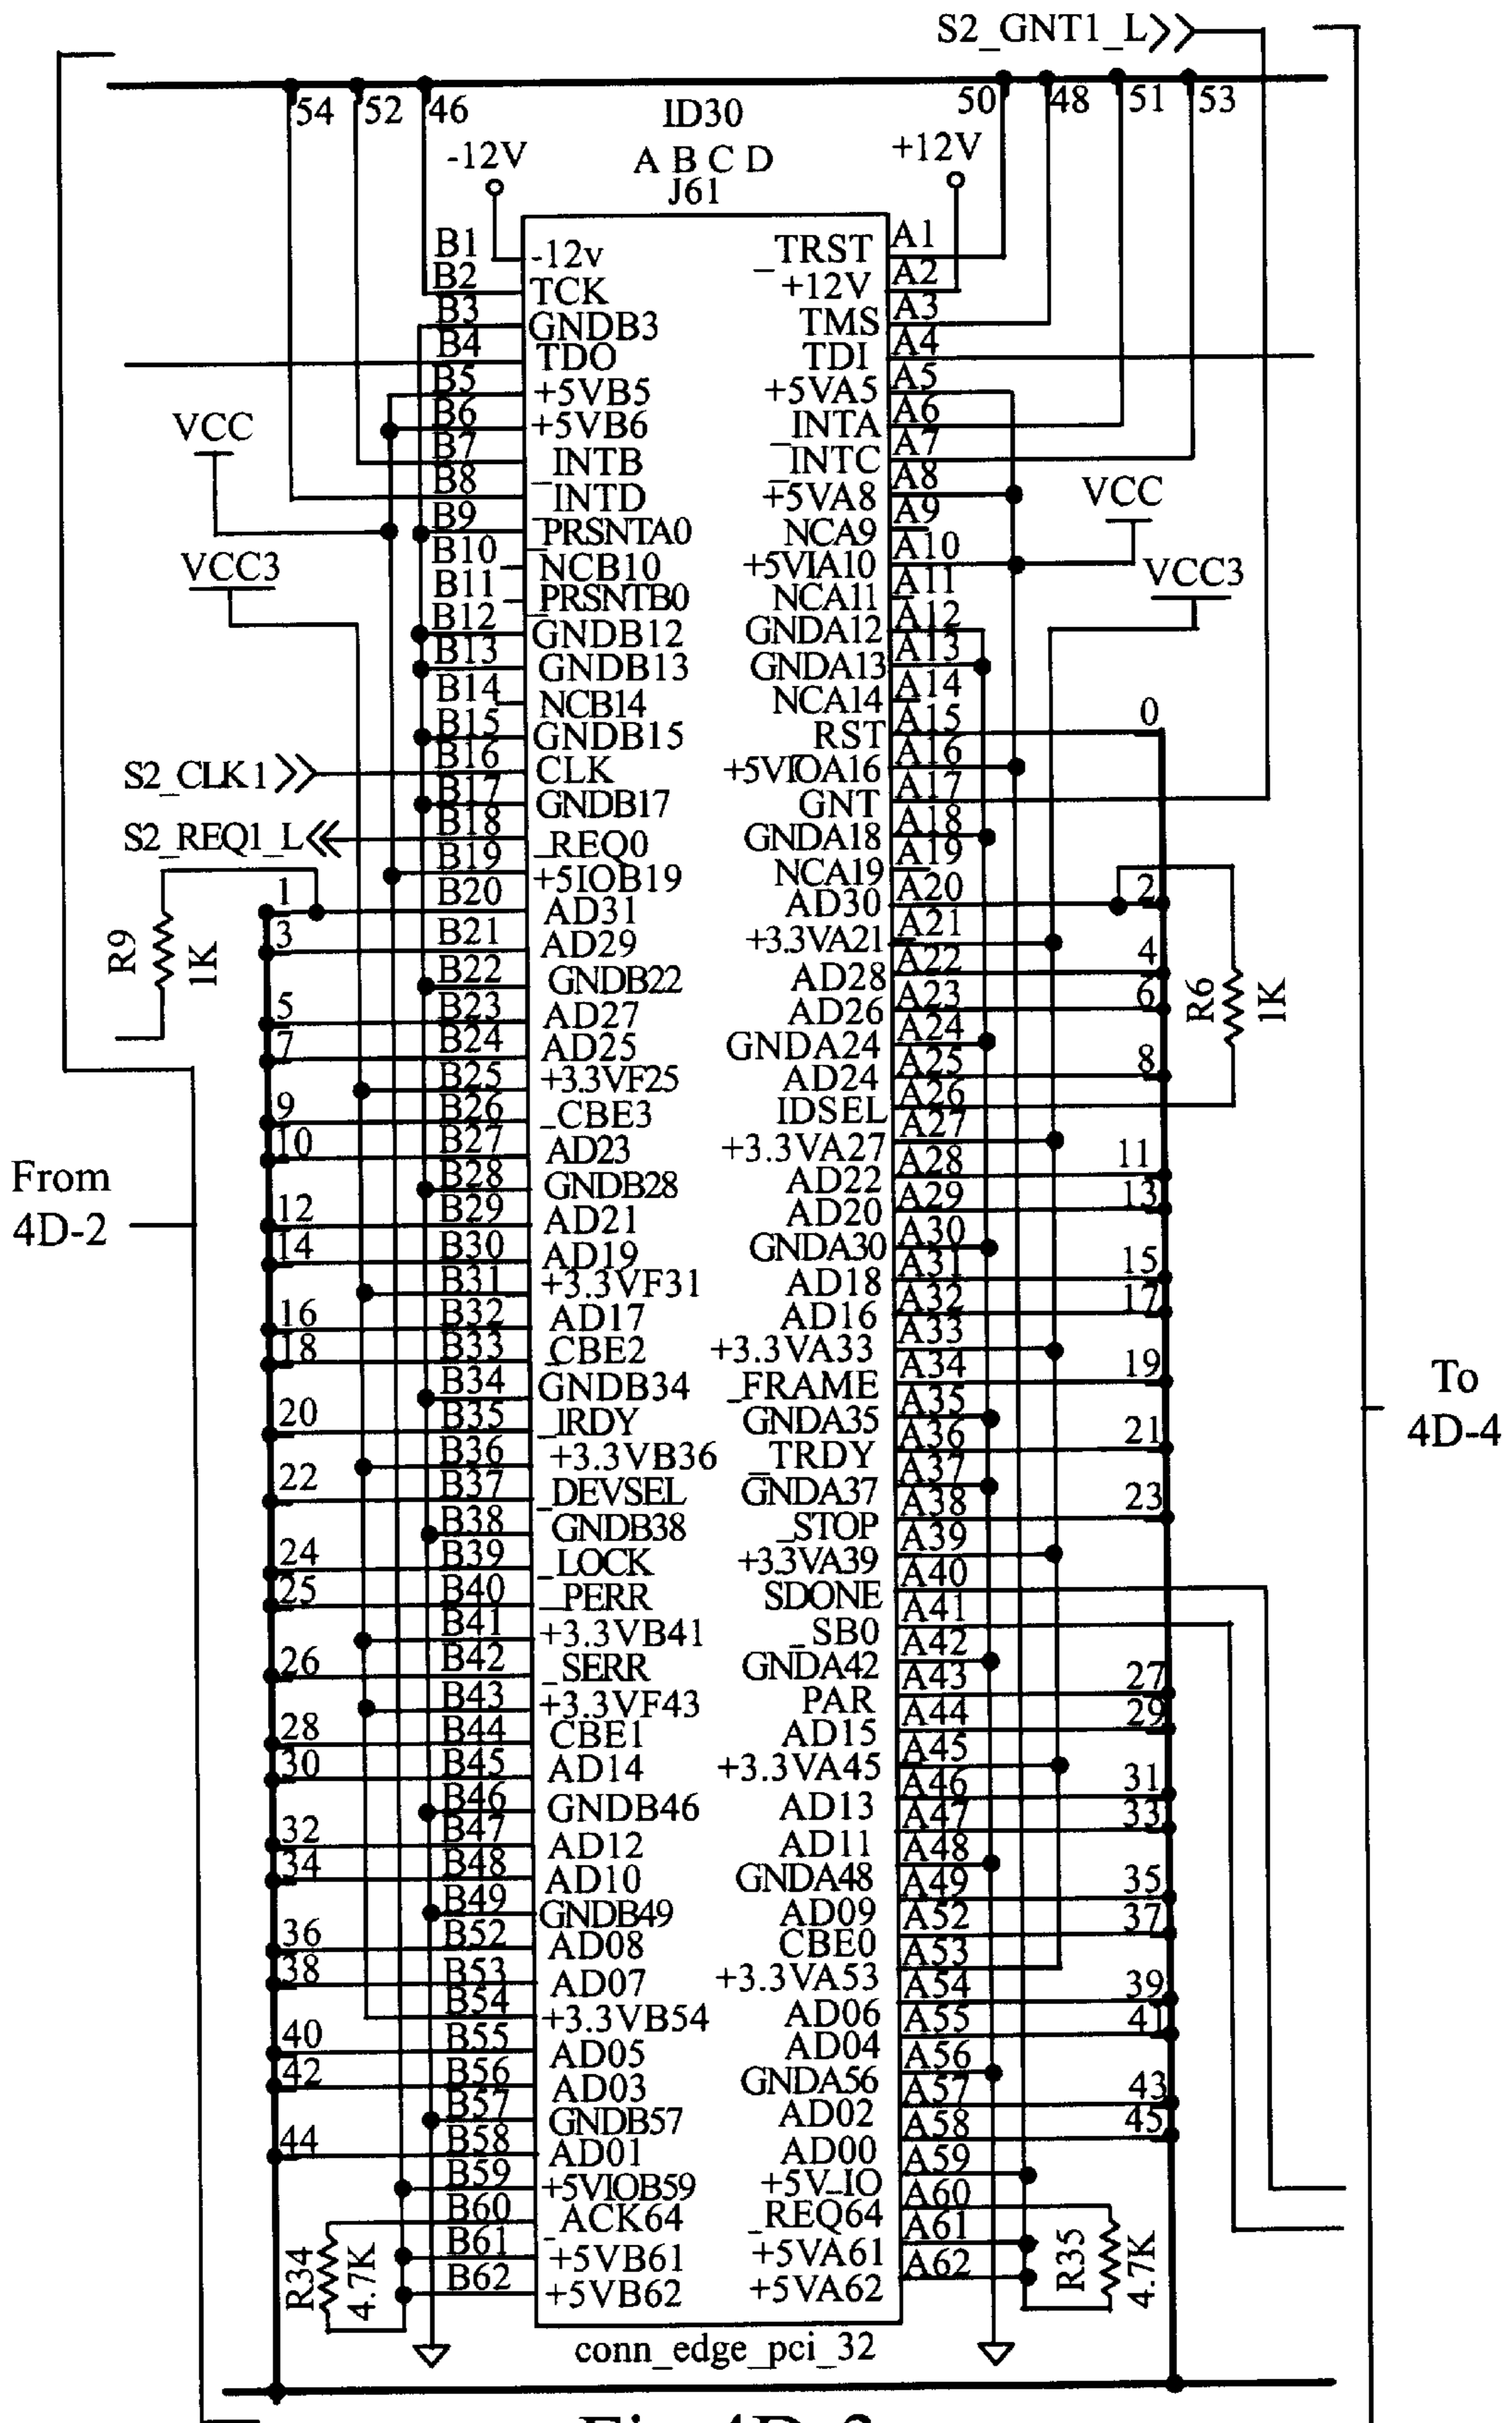 S2_GNT1_L
54 52 46 50 48 51 53
ID30
-12V A B C D +12V
J61
B1 -12v _TRST A1
B2 TCK +12V A2
B3 GNDB3 TMS A3
B4 TDO TDI A4
B5 +5VB5 +5VA5 A5
B6 +5VB6 _INTA A6
VCC
B7 _INTB _INTC A7
B8 _INTD +5VA8 A8
VCC
B9 _PRSNTA0 NCA9 A9
B10 NCB10 +5VIA10 A10
VCC3 VCC3
B11 _PRSNTB0 NCA11 A11
B12 GNDB12 GNDA12 A12
B13 GNDB13 GNDA13 A13
B14 NCB14 NCA14 A14
B15 GNDB15 RST A15 0
S2_CLK1 B16 CLK +5VIOA16 A16
B17 GNDB17 GNT A17
S2_REQ1_L B18 _REQ0 GNDA18 A18
B19 +5IOB19 NCA19 A19
1 B20 AD31 AD30 A20 2
3 B21 AD29 +3.3VA21 A21
R9 1K
B22 GNDB22 AD28 A22 4
5 B23 AD27 AD26 A23 6
R6 1K
7 B24 AD25 GNDA24 A24
B25 +3.3VF25 AD24 A25 8
9 B26 _CBE3 IDSEL A26
10 B27 AD23 +3.3VA27 A27
From
4D-2
B28 GNDB28 AD22 A28 11
12 B29 AD21 AD20 A29 13
14 B30 AD19 GNDA30 A30
B31 +3.3VF31 AD18 A31 15
16 B32 AD17 AD16 A32 17
18 B33 _CBE2 +3.3VA33 A33
B34 GNDB34 _FRAME A34 19
To
4D-4
20 B35 _IRDY GNDA35 A35
B36 +3.3VB36 _TRDY A36 21
22 B37 _DEVSEL GNDA37 A37
B38 GNDB38 _STOP A38 23
24 B39 _LOCK +3.3VA39 A39
25 B40 _PERR SDONE A40
B41 +3.3VB41 _SB0 A41
26 B42 _SERR GNDA42 A42
B43 +3.3VF43 PAR A43 27
28 B44 CBE1 AD15 A44 29
30 B45 AD14 +3.3VA45 A45
B46 GNDB46 AD13 A46 31
32 B47 AD12 AD11 A47 33
34 B48 AD10 GNDA48 A48
B49 GNDB49 AD09 A49 35
36 B52 AD08 CBE0 A52 37
38 B53 AD07 +3.3VA53 A53
B54 +3.3VB54 AD06 A54 39
40 B55 AD05 AD04 A55 41
42 B56 AD03 GNDA56 A56
B57 GNDB57 AD02 A57 43
44 B58 AD01 AD00 A58 45
B59 +5VIOB59 +5V_IO A59
B60 _ACK64 _REQ64 A60
B61 +5VB61 +5VA61 A61
B62 +5VB62 +5VA62 A62
R34 4.7K R35 4.7K
conn_edge_pci_32